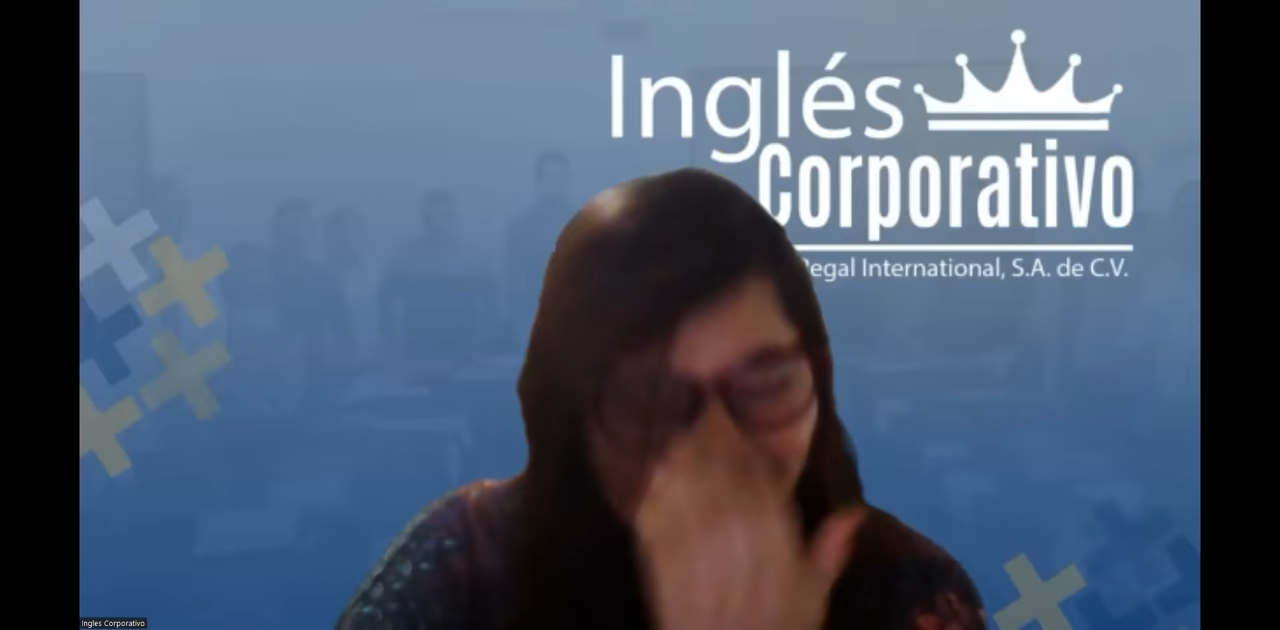 Inglés
Corporativo
Regal International, S.A. de C.V.
Ingles Corporativo